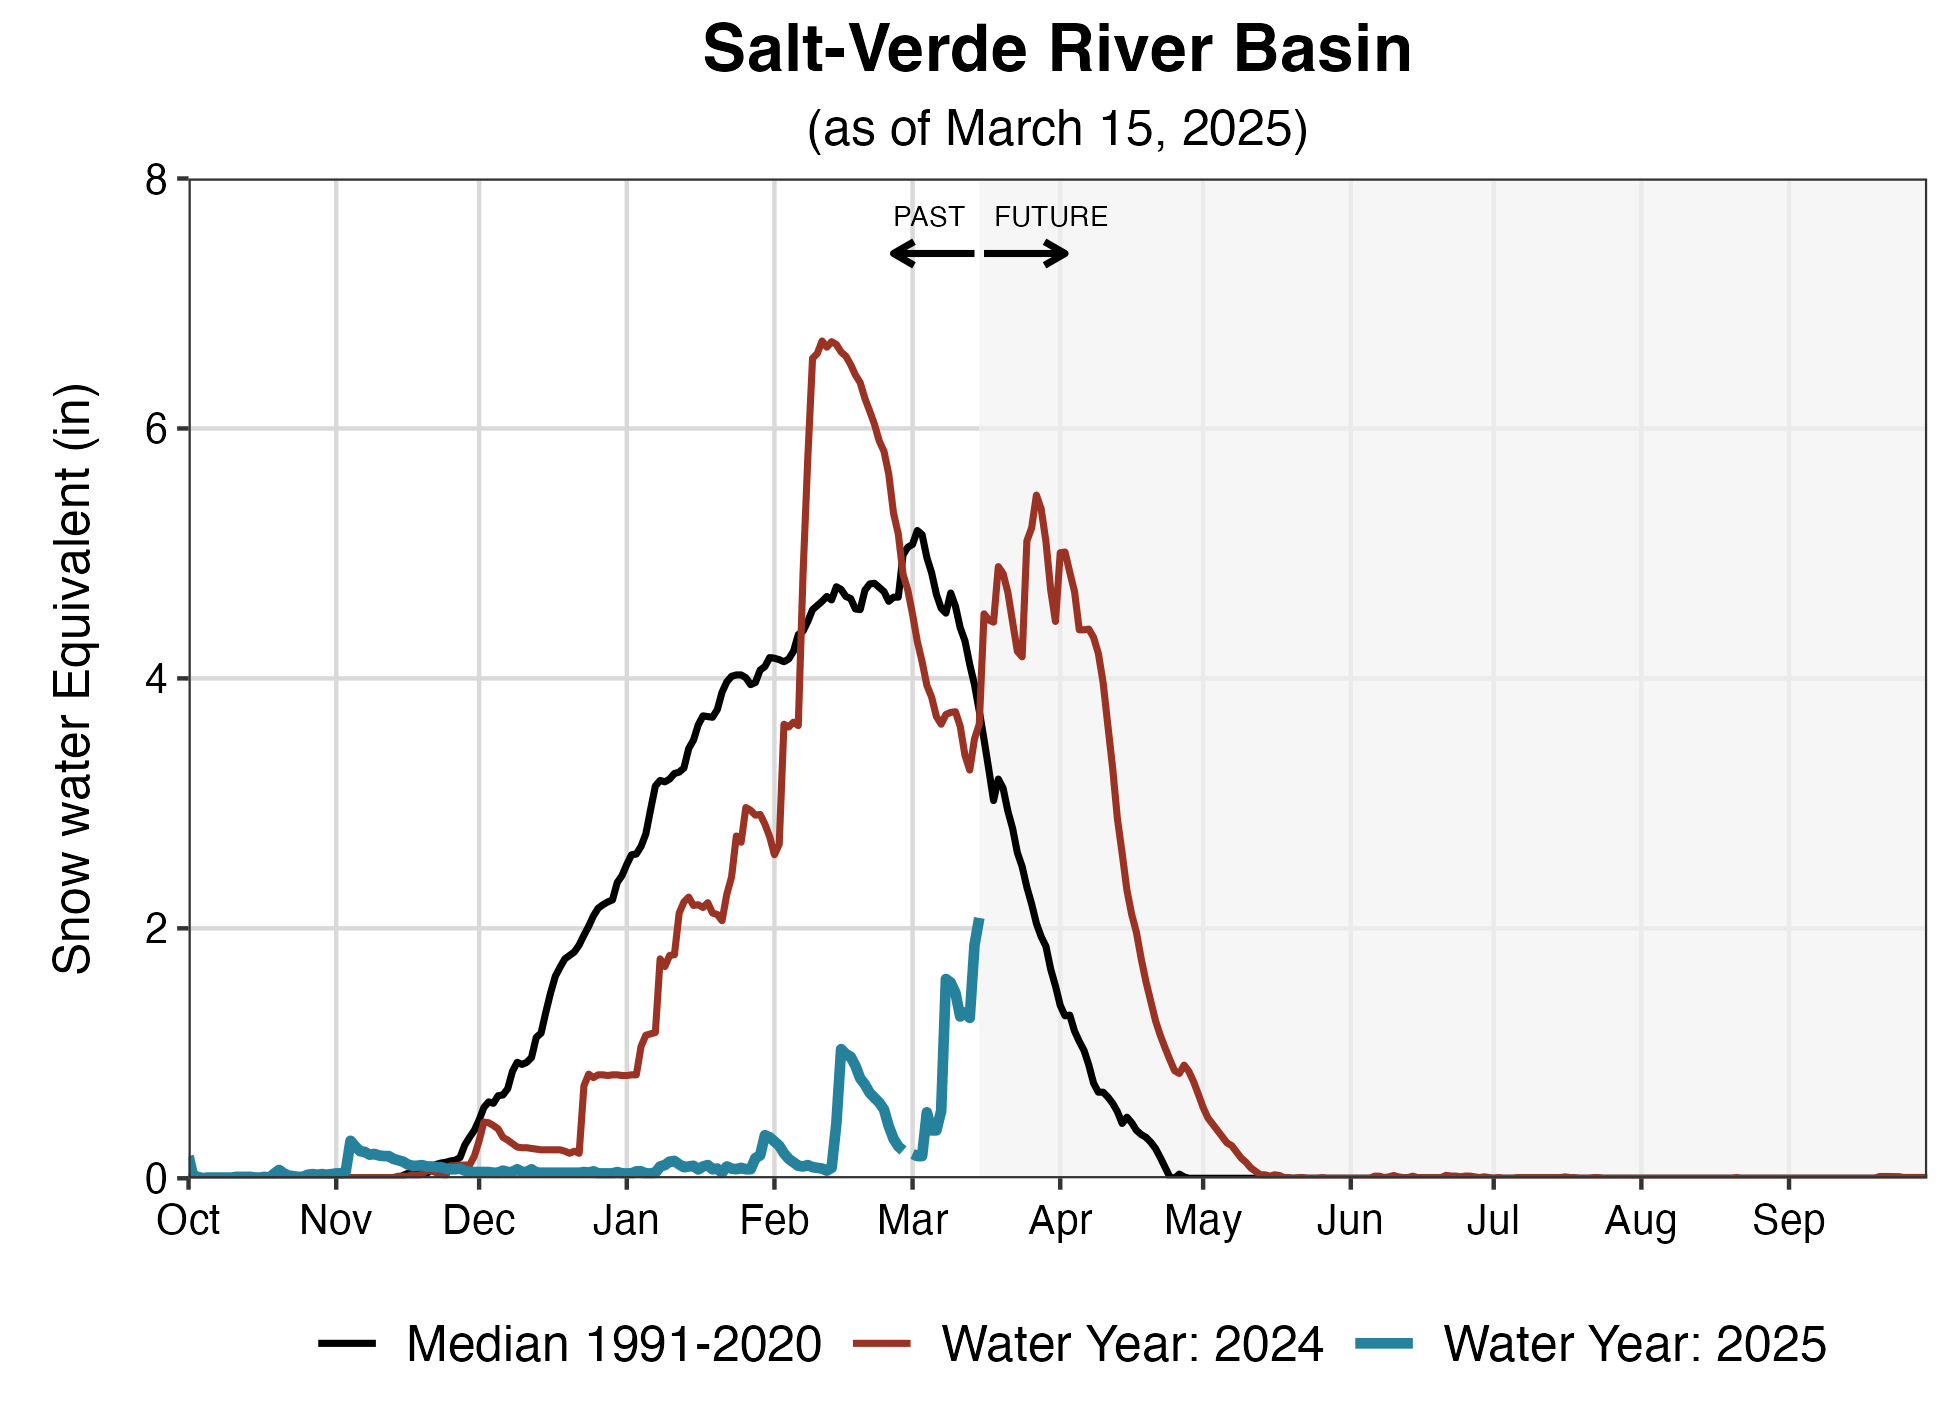 Salt-Verde River Basin
(as of March 15, 2025)
PAST FUTURE
Snow water Equivalent (in)
8
6
4
2
0
Oct Nov Dec Jan Feb Mar Apr May Jun Jul Aug Sep
Median 1991-2020 Water Year: 2024 Water Year: 2025